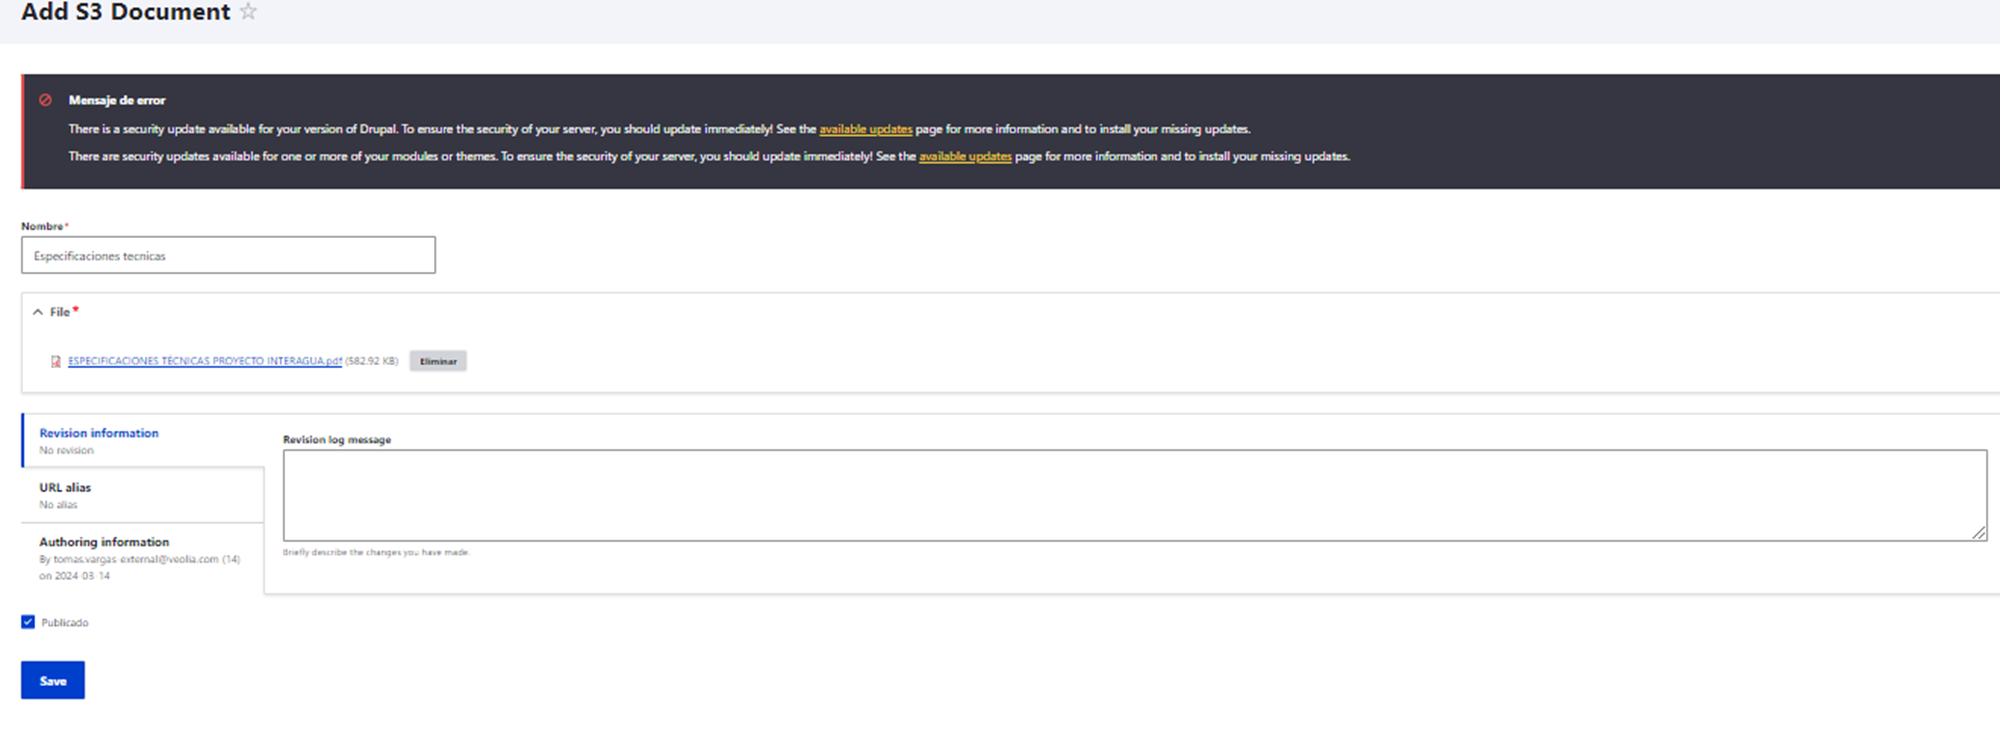 Add S3 Document
Mensaje de error
There is a security update available for your version of Drupal. To ensure the security of your server, you should update immediately! See the available updates page for more information and to install your missing updates.
There are security updates available for one or more of your modules or themes. To ensure the security of your server, you should update immediately! See the available updates page for more information and to install your missing updates.
Nombre*
Especificaciones tecnicas
File*
ESPECIFICACIONES TÉCNICAS PROYECTO INTERAGUA.pdf (582.92 KB) Eliminar
Revision information
No revision
Revision log message
URL alias
No alias
Authoring information
By tomas.vargas-external@veolia.com (14)
on 2024-03-14
Briefly describe the changes you have made.
Publicado
Save